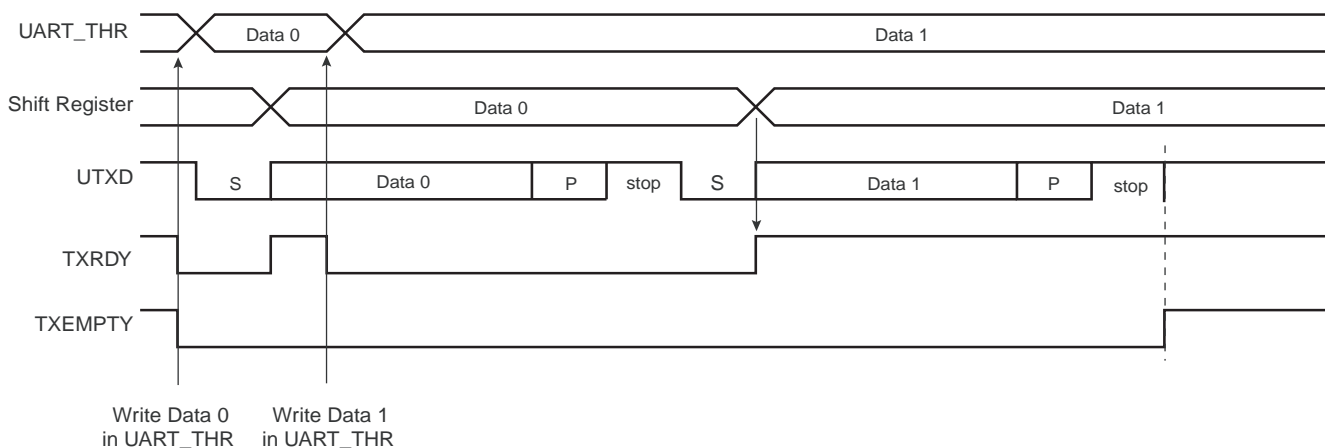 UART_THR
Data 0
Data 1
Shift Register
Data 0
Data 1
UTXD
S
Data 0
P
stop
S
Data 1
P
stop
TXRDY
TXEMPTY
Write Data 0
in UART_THR
Write Data 1
in UART_THR